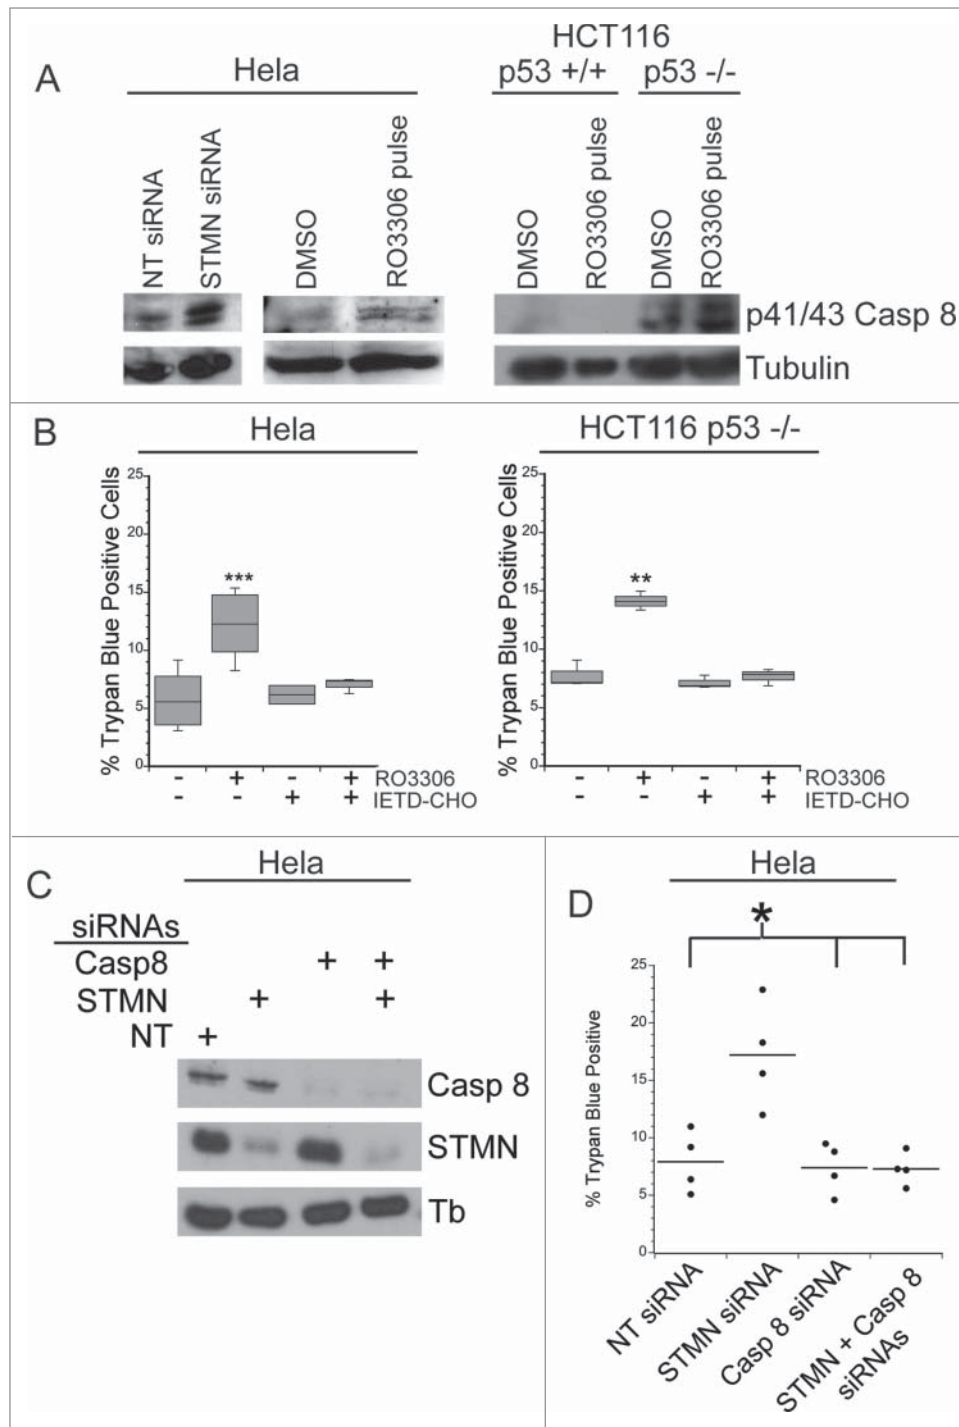 A
Hela
HCT116
p53 +/+ p53 -/-
NT siRNA
STMN siRNA
DMSO
RO3306 pulse
DMSO
RO3306 pulse
DMSO
RO3306 pulse
p41/43 Casp 8
Tubulin
B
Hela
HCT116 p53 -/-
% Trypan Blue Positive Cells
25
20
15
10
5
0
***
- + - + RO3306
- - + + IETD-CHO
% Trypan Blue Positive Cells
25
20
15
10
5
0
**
- + - + RO3306
- - + + IETD-CHO
C
Hela
siRNAs
Casp8 + +
STMN + +
NT +
Casp 8
STMN
Tb
D
Hela
*
% Trypan Blue Positive
25
20
15
10
5
0
NT siRNA
STMN siRNA
Casp 8 siRNA
STMN + Casp 8
siRNAs